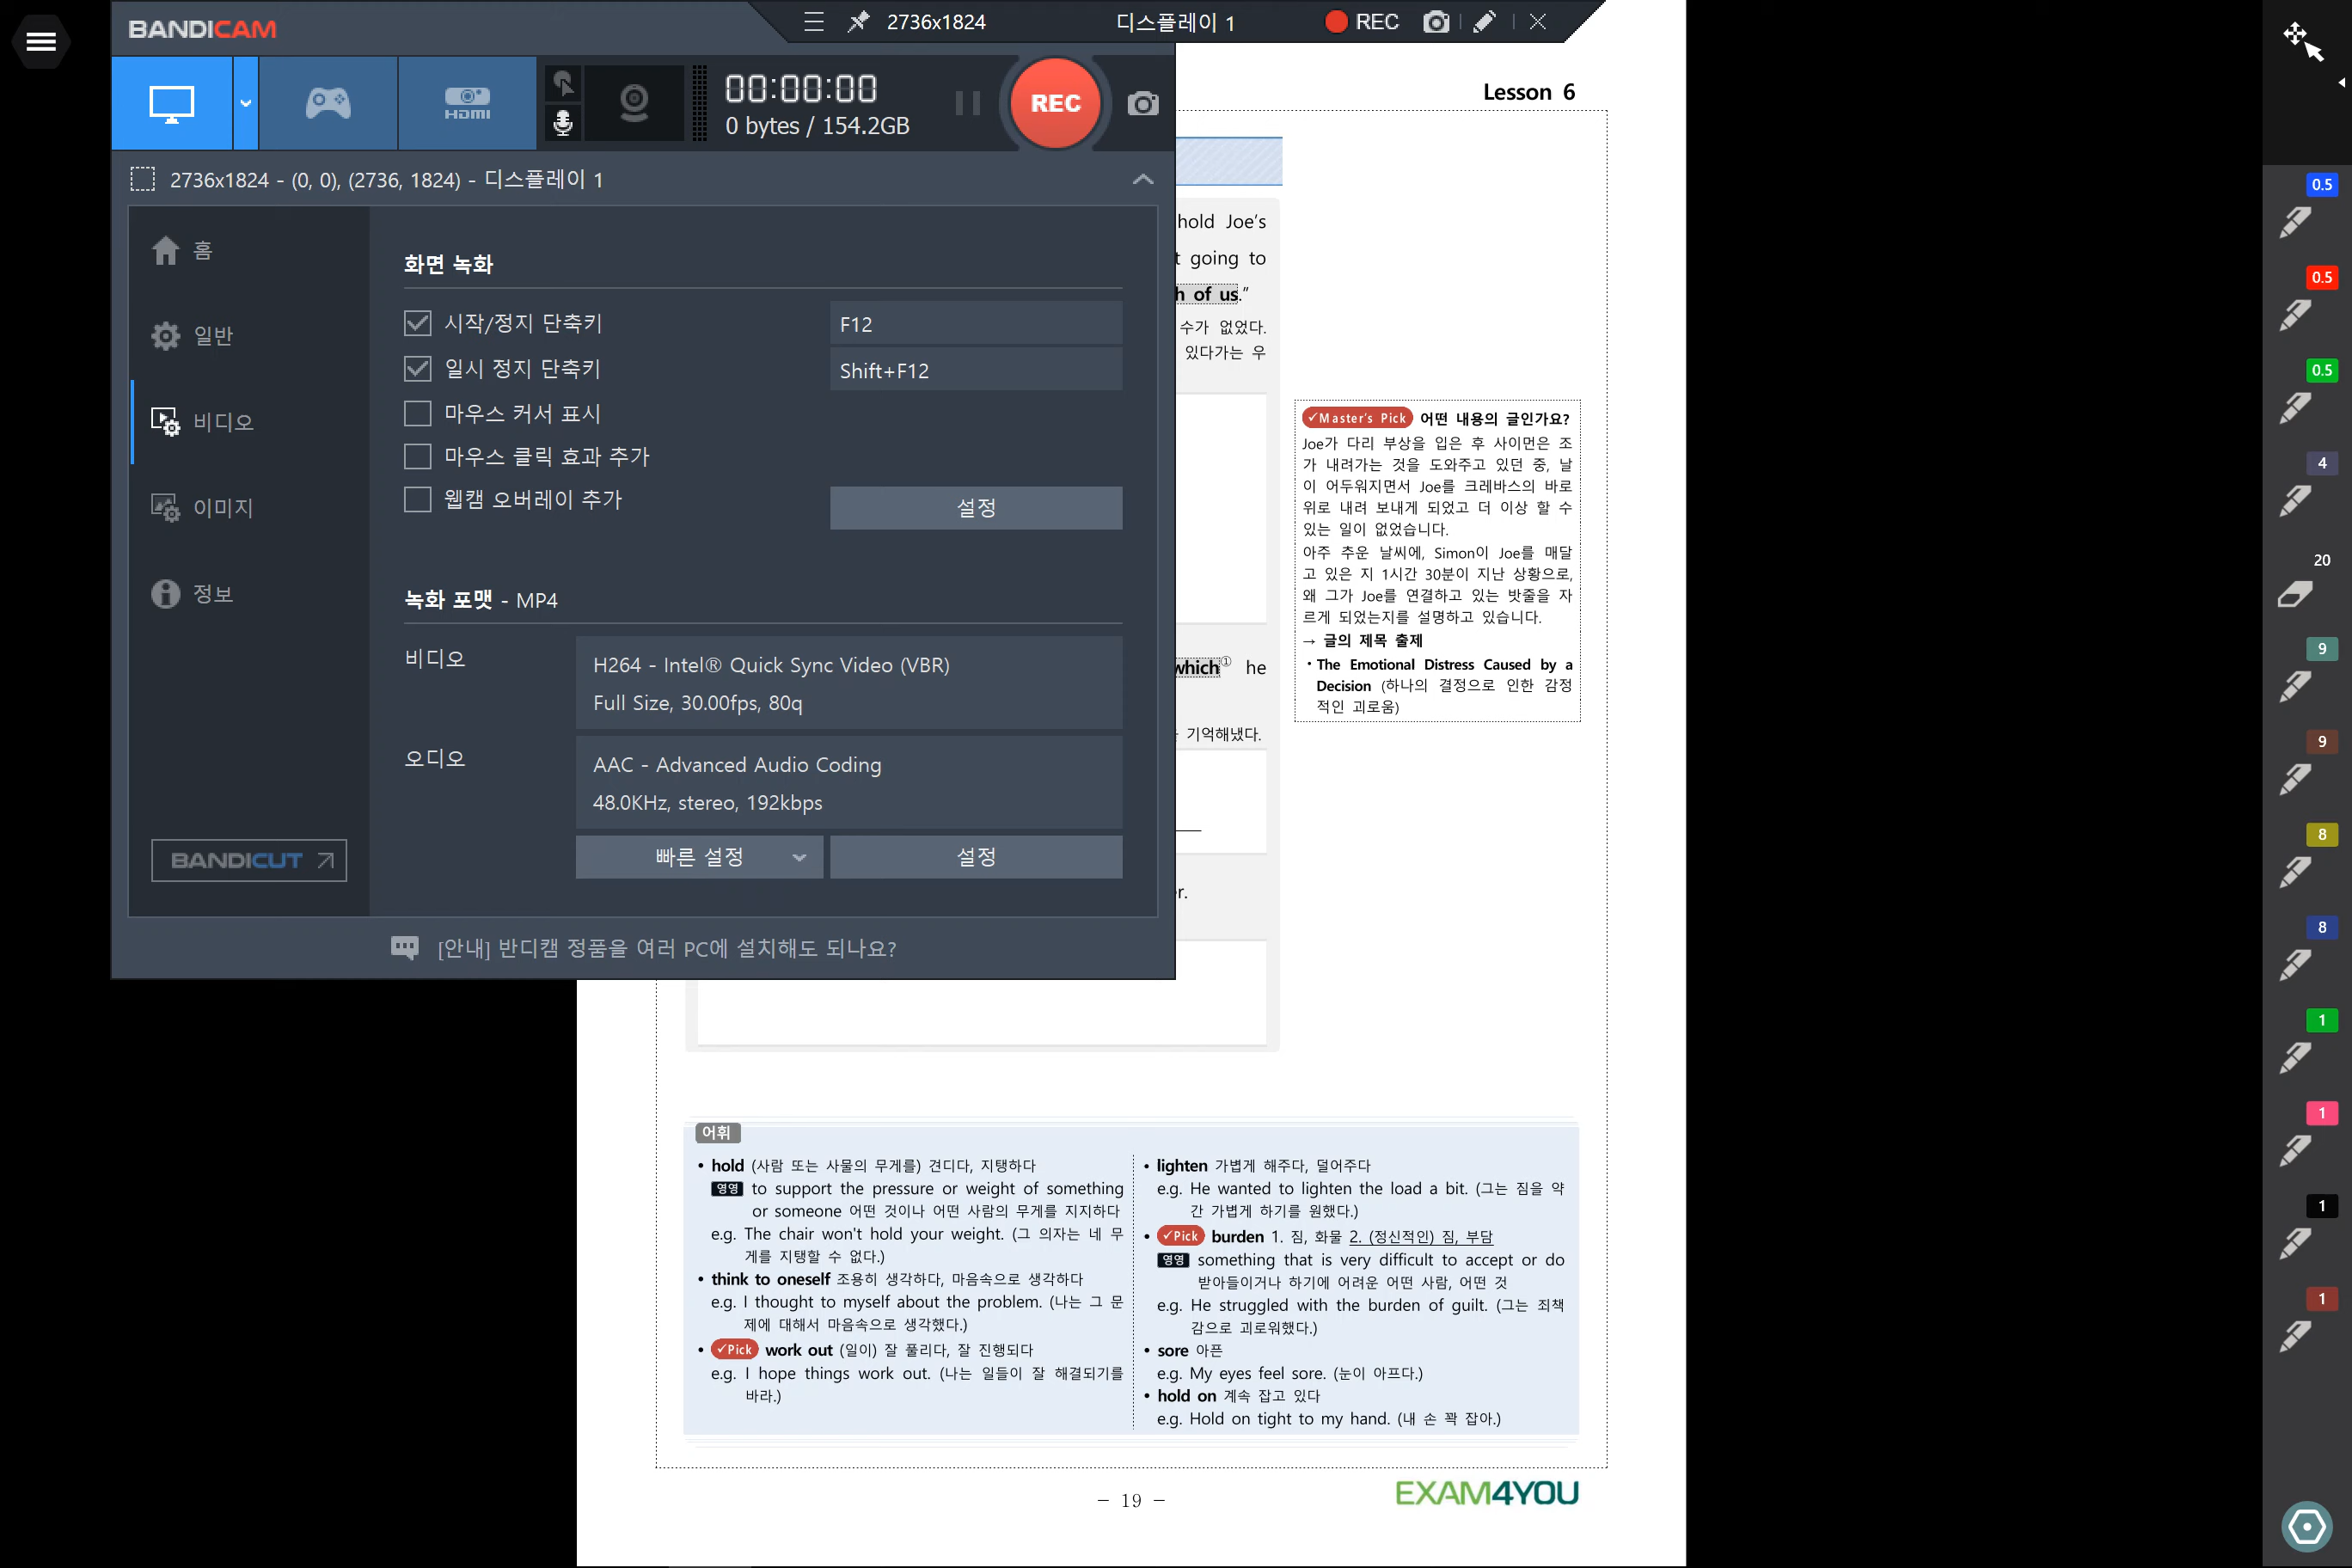 BANDICAM
2736x1824
디스플레이 1
REC
HDMI
00:00:00
0 bytes / 154.2GB
REC
2736x1824 - (0, 0), (2736, 1824) - 디스플레이 1
홈
일반
비디오
이미지
정보
BANDICUT
화면 녹화
시작/정지 단축키
F12
일시 정지 단축키
Shift+F12
마우스 커서 표시
마우스 클릭 효과 추가
웹캠 오버레이 추가
설정
녹화 포맷 - MP4
비디오
H264 - Intel® Quick Sync Video (VBR)
Full Size, 30.00fps, 80q
오디오
AAC - Advanced Audio Coding
48.0KHz, stereo, 192kbps
빠른 설정
설정
[안내] 반디캠 정품을 여러 PC에 설치해도 되나요?
Lesson 6
hold Joe's
going to
of us."
수가 없었다.
있다가는 우
which① he
기억해냈다.
r.
✓Master's Pick 어떤 내용의 글인가요?
Joe가 다리 부상을 입은 후 사이먼은 조
가 내려가는 것을 도와주고 있던 중, 날
이 어두워지면서 Joe를 크레바스의 바로
위로 내려 보내게 되었고 더 이상 할 수
있는 일이 없었습니다.
아주 추운 날씨에, Simon이 Joe를 매달
고 있은 지 1시간 30분이 지난 상황으로,
왜 그가 Joe를 연결하고 있는 밧줄을 자
르게 되었는지를 설명하고 있습니다.
→ 글의 제목 출제
・The Emotional Distress Caused by a
Decision (하나의 결정으로 인한 감정
적인 괴로움)
어휘
• hold (사람 또는 사물의 무게를) 견디다, 지탱하다
영영 to support the pressure or weight of something
or someone 어떤 것이나 어떤 사람의 무게를 지지하다
e.g. The chair won't hold your weight. (그 의자는 네 무
게를 지탱할 수 없다.)
• think to oneself 조용히 생각하다, 마음속으로 생각하다
e.g. I thought to myself about the problem. (나는 그 문
제에 대해서 마음속으로 생각했다.)
• ✓Pick work out (일이) 잘 풀리다, 잘 진행되다
e.g. I hope things work out. (나는 일들이 잘 해결되기를
바라.)
• lighten 가볍게 해주다, 덜어주다
e.g. He wanted to lighten the load a bit. (그는 짐을 약
간 가볍게 하기를 원했다.)
• ✓Pick burden 1. 짐, 화물 2. (정신적인) 짐, 부담
영영 something that is very difficult to accept or do
받아들이거나 하기에 어려운 어떤 사람, 어떤 것
e.g. He struggled with the burden of guilt. (그는 죄책
감으로 괴로워했다.)
• sore 아픈
e.g. My eyes feel sore. (눈이 아프다.)
• hold on 계속 잡고 있다
e.g. Hold on tight to my hand. (내 손 꽉 잡아.)
- 19 -
EXAM4YOU
0.5
0.5
0.5
4
20
9
9
8
8
1
1
1
1